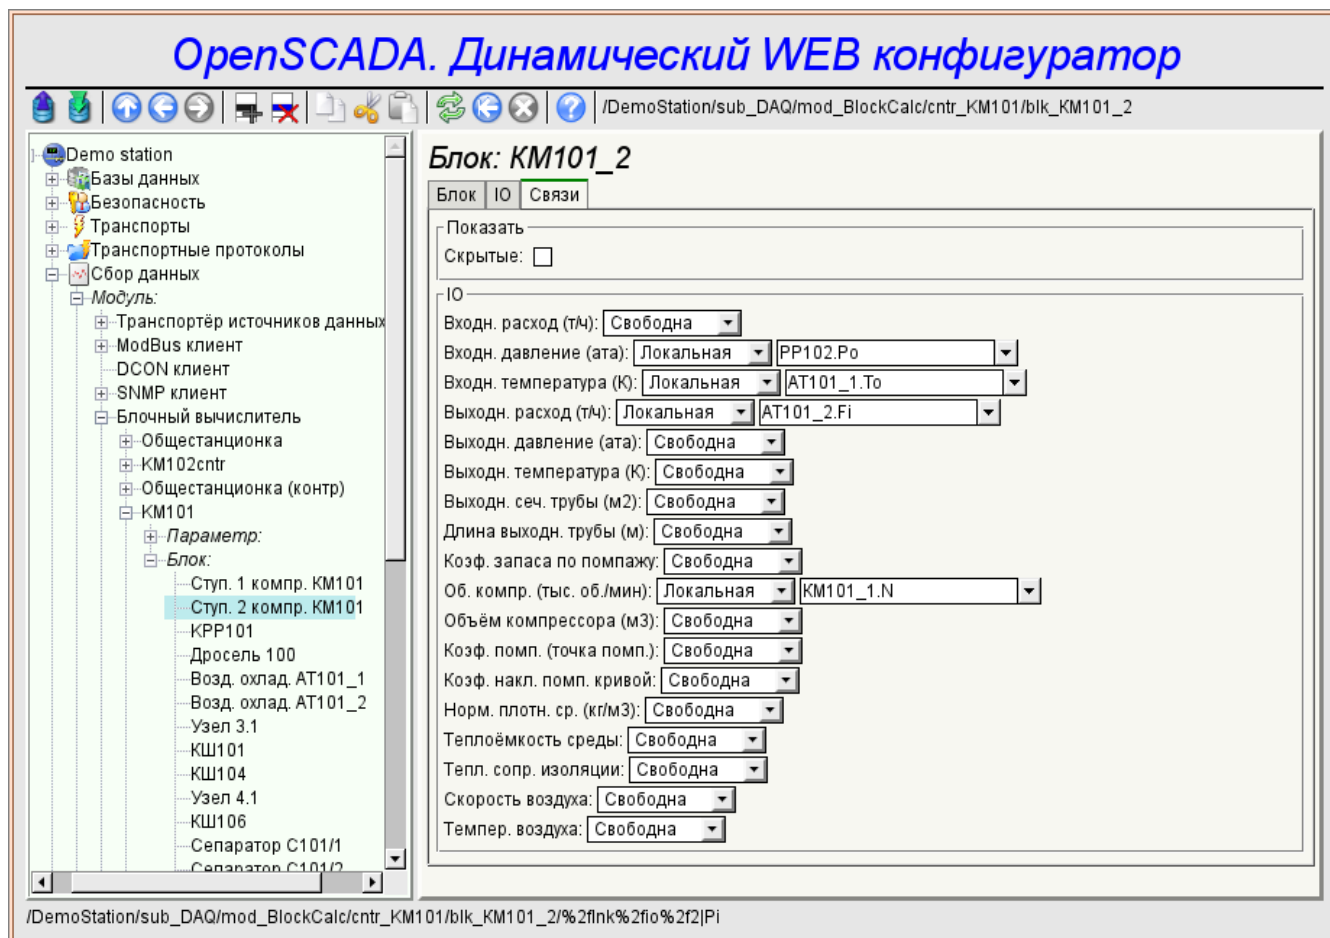 OpenSCADA. Динамический WEB конфигуратор
/DemoStation/sub_DAQ/mod_BlockCalc/cntr_KM101/blk_KM101_2
Demo station
Базы данных
Безопасность
Транспорты
Транспортные протоколы
Сбор данных
Модуль:
Транспортёр источников данных
ModBus клиент
DCON клиент
SNMP клиент
Блочный вычислитель
Общестанционка
KM102cntr
Общестанционка (контр)
KM101
Параметр:
Блок:
Ступ. 1 компр. КМ101
Ступ. 2 компр. КМ101
КРР101
Дросель 100
Возд. охлад. АТ101_1
Возд. охлад. АТ101_2
Узел 3.1
КШ101
КШ104
Узел 4.1
КШ106
Сепаратор С101/1
Сепаратор С101/2
Блок: KM101_2
Блок IO Связи
Показать
Скрытые:
IO
Входн. расход (т/ч): Свободна
Входн. давление (ата): Локальная PP102.Po
Входн. температура (К): Локальная AT101_1.To
Выходн. расход (т/ч): Локальная AT101_2.Fi
Выходн. давление (ата): Свободна
Выходн. температура (К): Свободна
Выходн. сеч. трубы (м2): Свободна
Длина выходн. трубы (м): Свободна
Коэф. запаса по помпажу: Свободна
Об. компр. (тыс. об./мин): Локальная KM101_1.N
Объём компрессора (м3): Свободна
Коэф. помп. (точка помп.): Свободна
Коэф. накл. помп. кривой: Свободна
Норм. плотн. ср. (кг/м3): Свободна
Теплоёмкость среды: Свободна
Тепл. сопр. изоляции: Свободна
Скорость воздуха: Свободна
Темпер. воздуха: Свободна
/DemoStation/sub_DAQ/mod_BlockCalc/cntr_KM101/blk_KM101_2/%2flnk%2fio%2f2|Pi